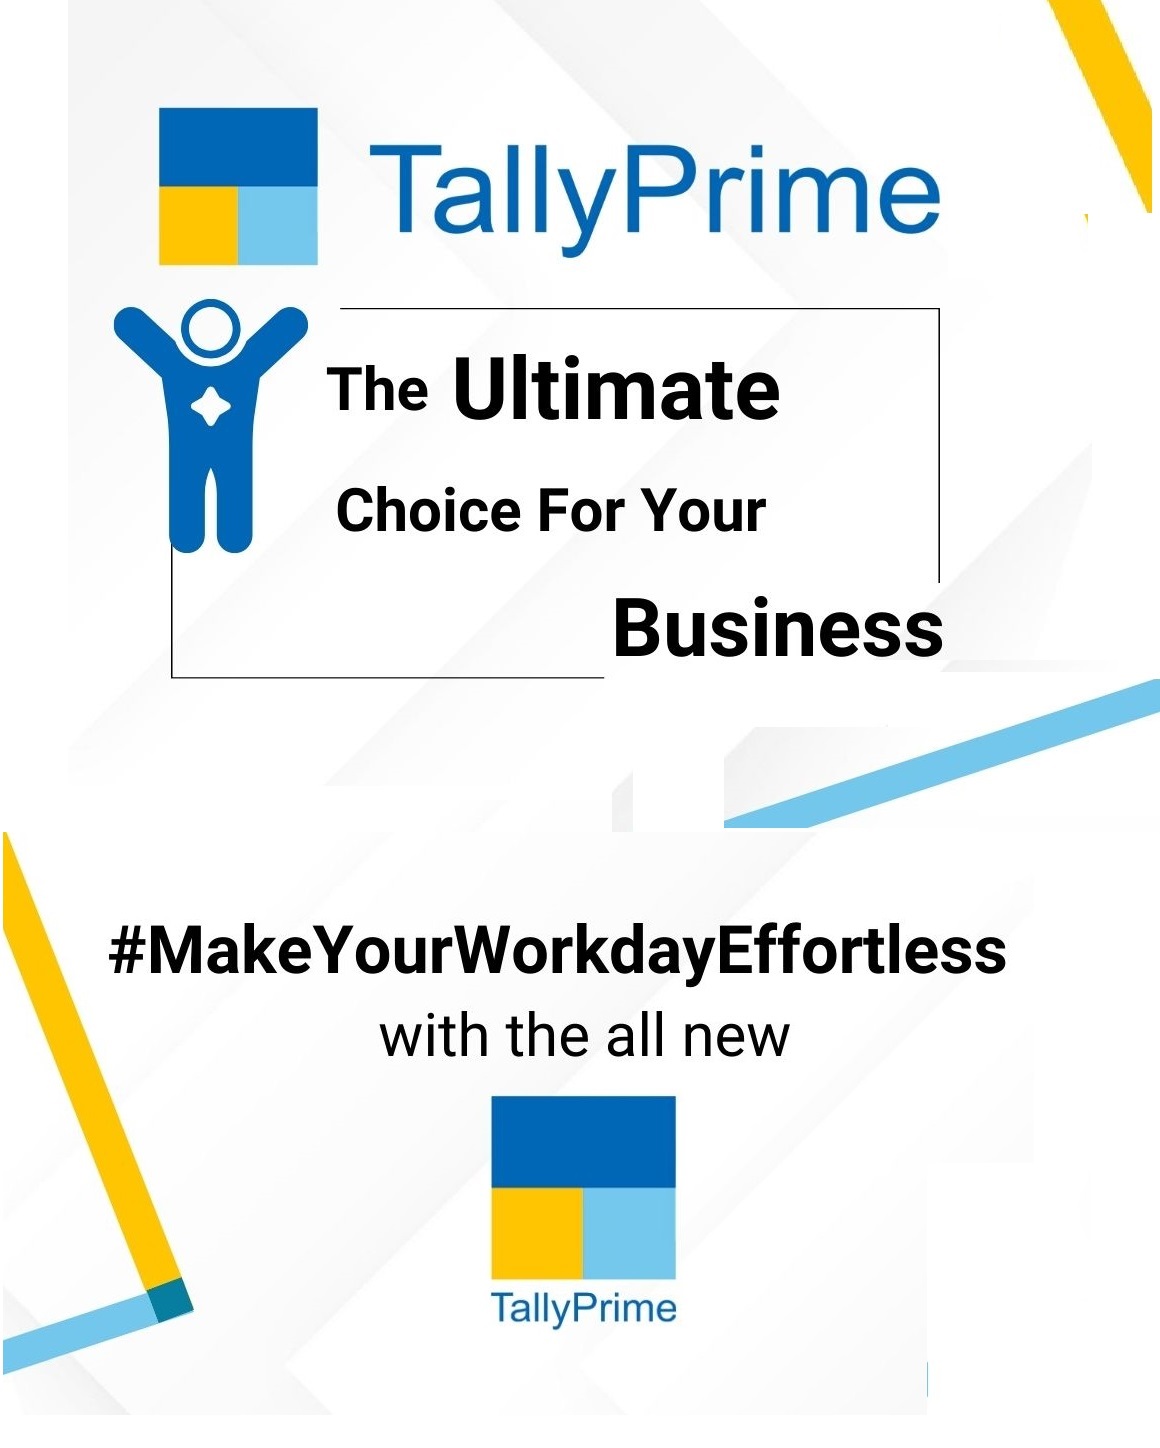 TallyPrime
The Ultimate
Choice For Your
Business
#MakeYourWorkdayEffortless
with the all new
TallyPrime